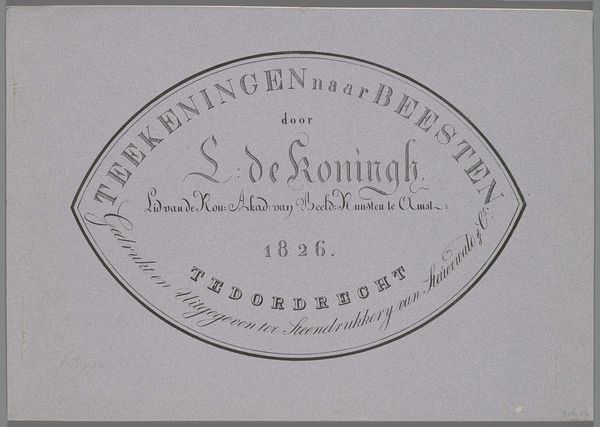 TEEKENINGEN naar BEESTEN
door
L: de Koningh.
Lid van de Kon: Akad: van Beeld: Kunsten te Amst:
1826.
TE DORDRECHT
Gedrukt en Uitgegeven ter Steendrukkery van Steuerwald & Co.